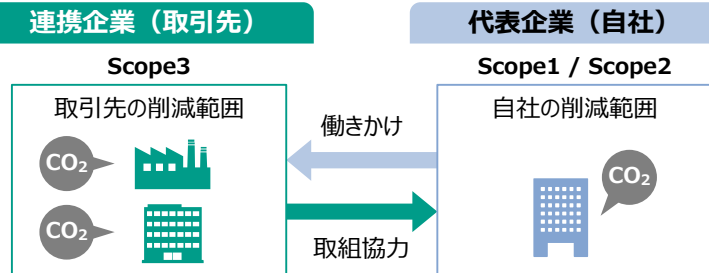 連携企業（取引先）
代表企業（自社）
Scope3
Scope1 / Scope2
取引先の削減範囲
自社の削減範囲
働きかけ
CO₂
CO₂
CO₂
取組協力